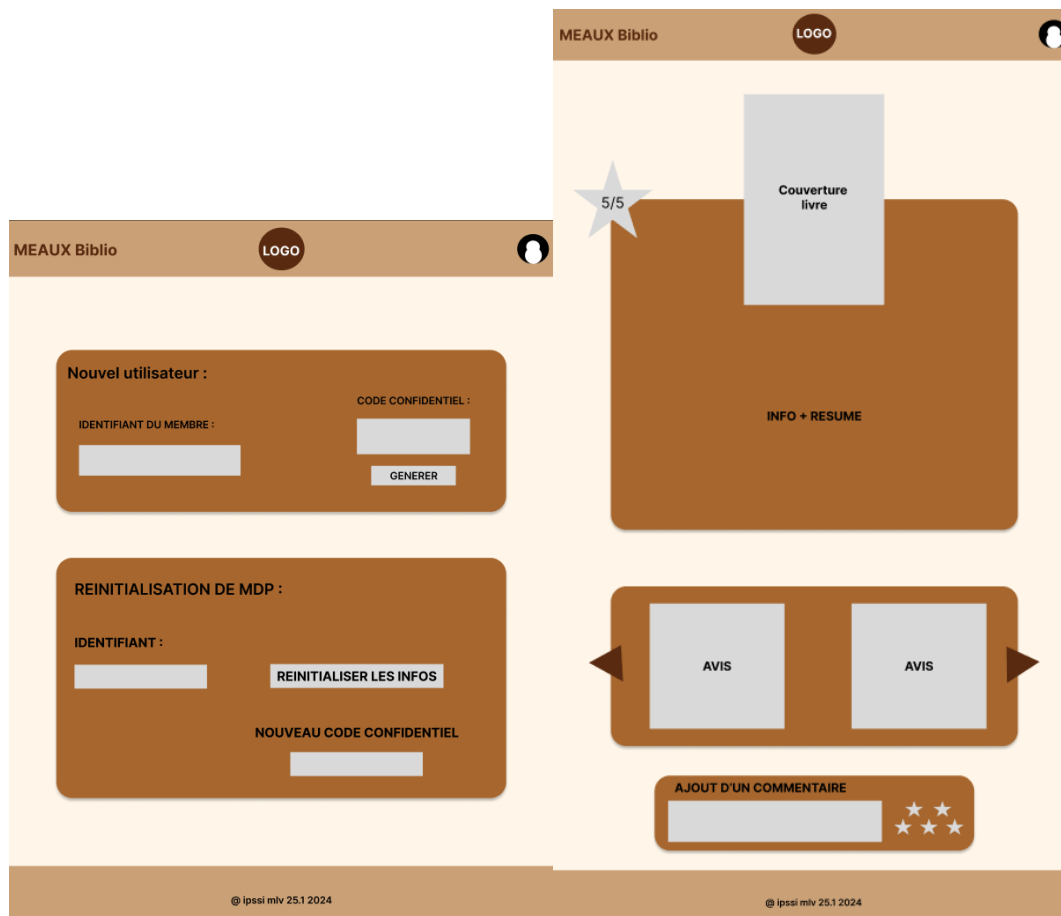 MEAUX Biblio
LOGO
Nouvel utilisateur :
CODE CONFIDENTIEL :
IDENTIFIANT DU MEMBRE :
GENERER
REINITIALISATION DE MDP :
IDENTIFIANT :
REINITIALISER LES INFOS
NOUVEAU CODE CONFIDENTIEL
@ ipssi mlv 25.1 2024
MEAUX Biblio
LOGO
Couverture
livre
5/5
INFO + RESUME
AVIS
AVIS
AJOUT D'UN COMMENTAIRE
@ ipssi mlv 25.1 2024